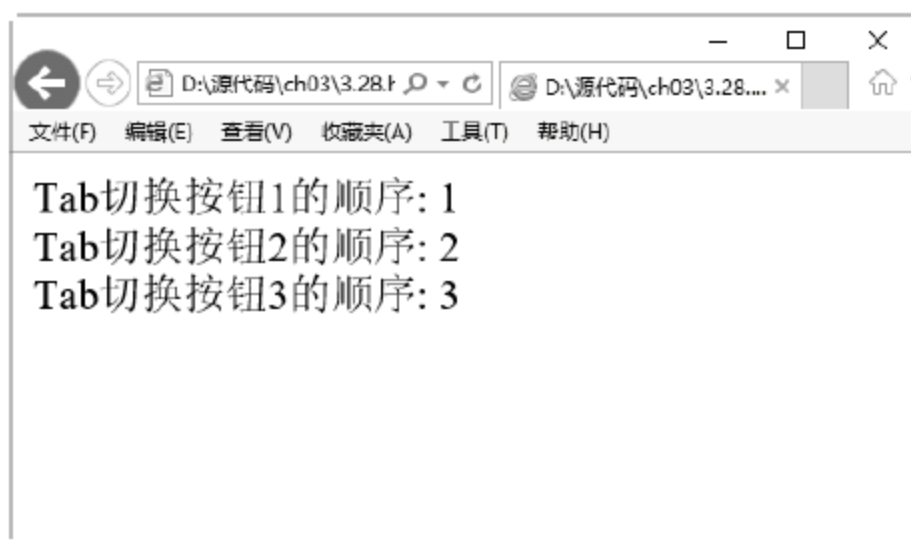 D:\源代码\ch03\3.28.h
D:\源代码\ch03\3.28....
文件(F) 编辑(E) 查看(V) 收藏夹(A) 工具(T) 帮助(H)
Tab切换按钮1的顺序: 1
Tab切换按钮2的顺序: 2
Tab切换按钮3的顺序: 3